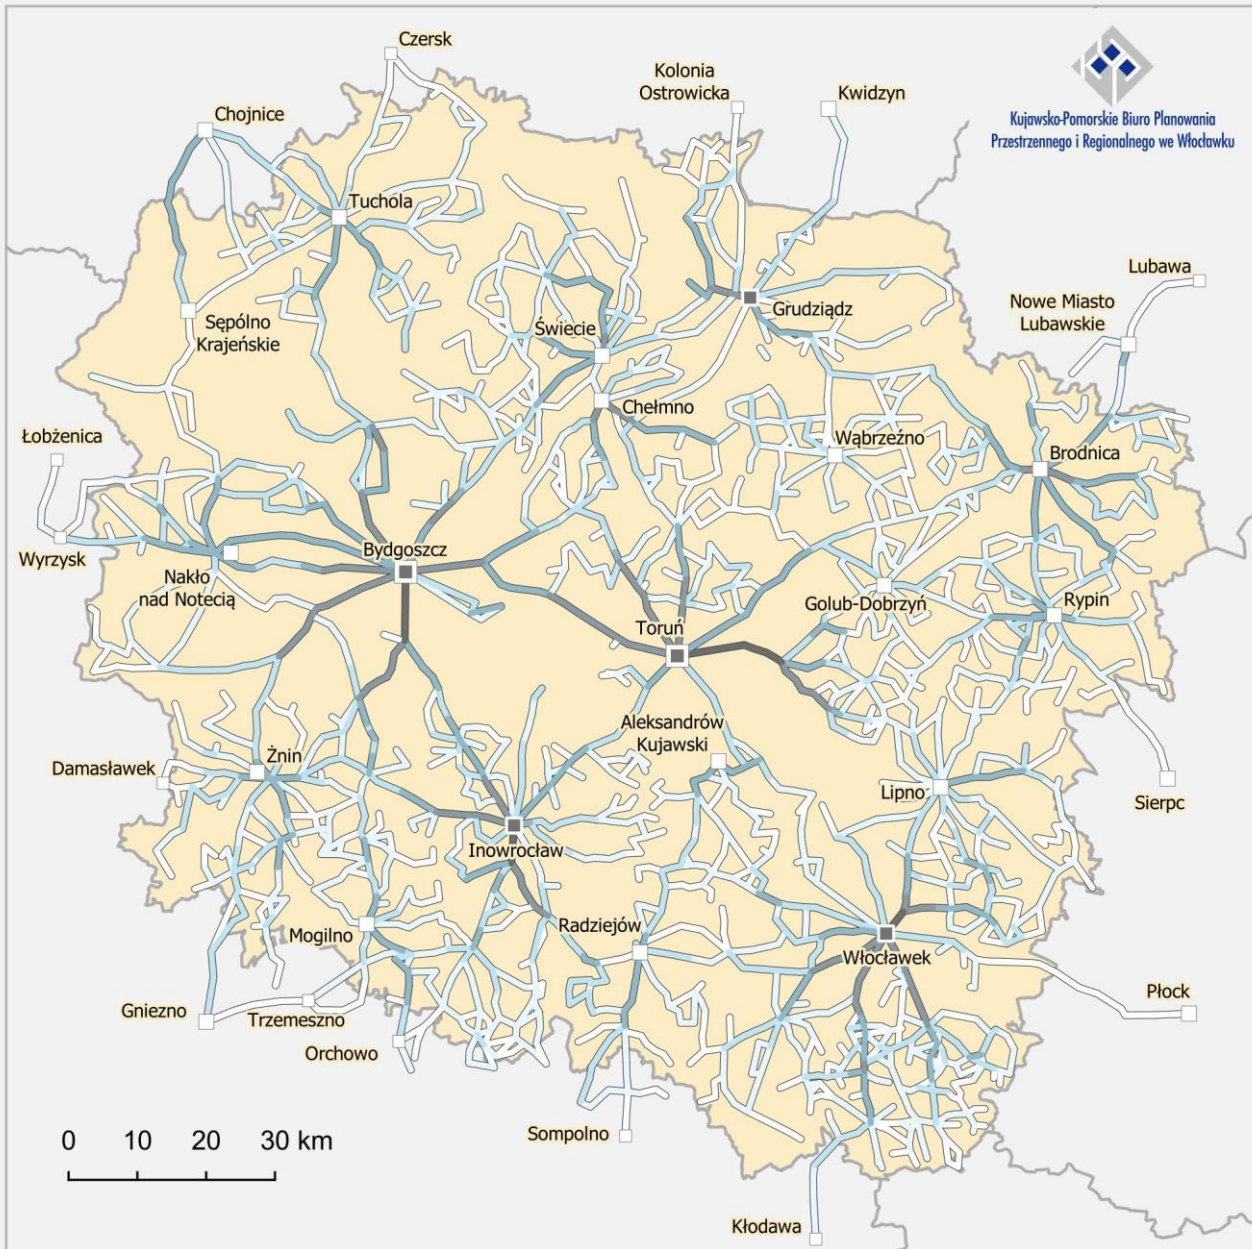 Czersk
Kolonia
Ostrowicka
Kwidzyn
Kujawsko-Pomorskie Biuro Planowania
Przestrzennego i Regionalnego we Włocławku
Chojnice
Tuchola
Lubawa
Nowe Miasto
Lubawskie
Grudziądz
Sępólno
Krajeńskie
Świecie
Chełmno
Wąbrzeźno
Brodnica
Łobżenica
Wyrzysk
Bydgoszcz
Nakło
nad Notecią
Golub-Dobrzyń
Rypin
Toruń
Aleksandrów
Kujawski
Damasławek
Żnin
Lipno
Sierpc
Inowrocław
Radziejów
Mogilno
Włocławek
Płock
Gniezno
Trzemeszno
Orchowo
Sompolno
0 10 20 30 km
Kłodawa